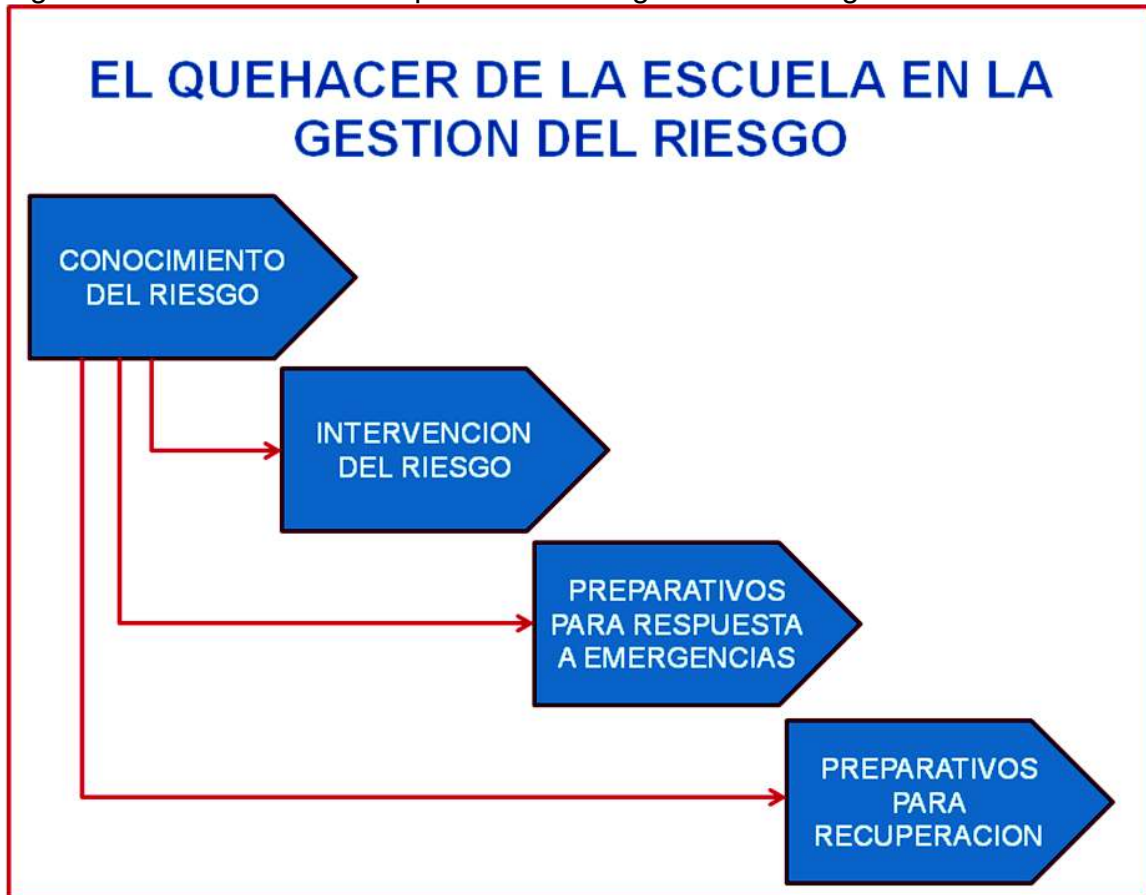 EL QUEHACER DE LA ESCUELA EN LA
GESTION DEL RIESGO
CONOCIMIENTO
DEL RIESGO
INTERVENCION
DEL RIESGO
PREPARATIVOS
PARA RESPUESTA
A EMERGENCIAS
PREPARATIVOS
PARA
RECUPERACION